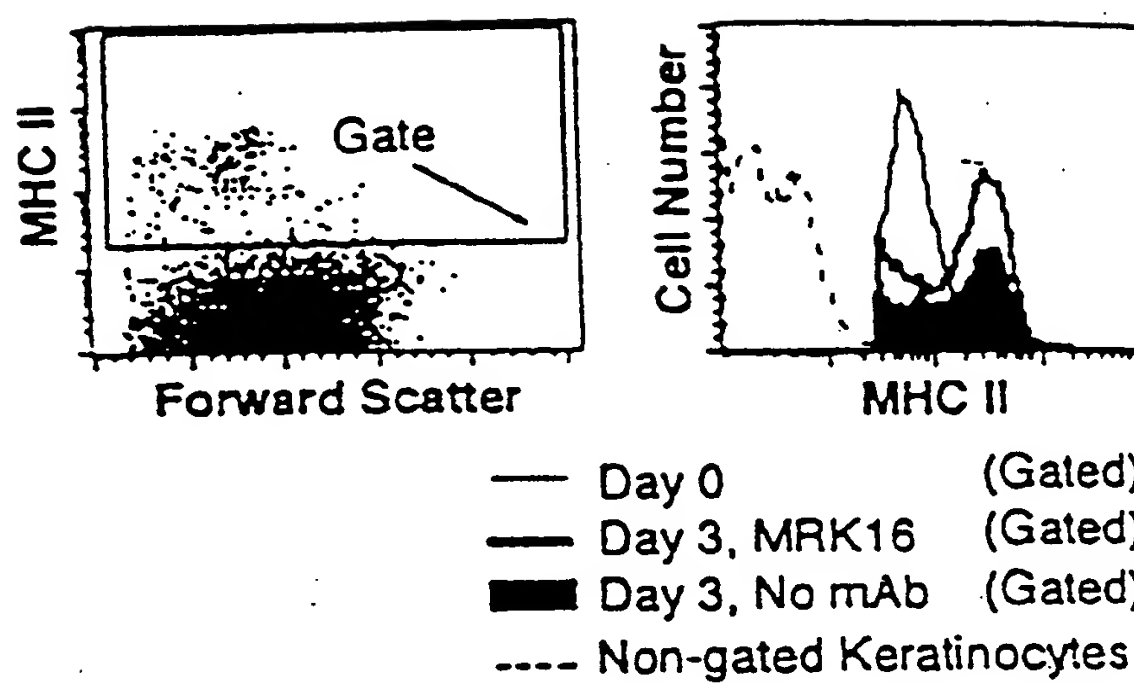 MHC II
Gate
Forward Scatter
Cell Number
MHC II
Day 0 (Gated)
Day 3, MRK16 (Gated)
Day 3, No mAb (Gated)
Non-gated Keratinocytes